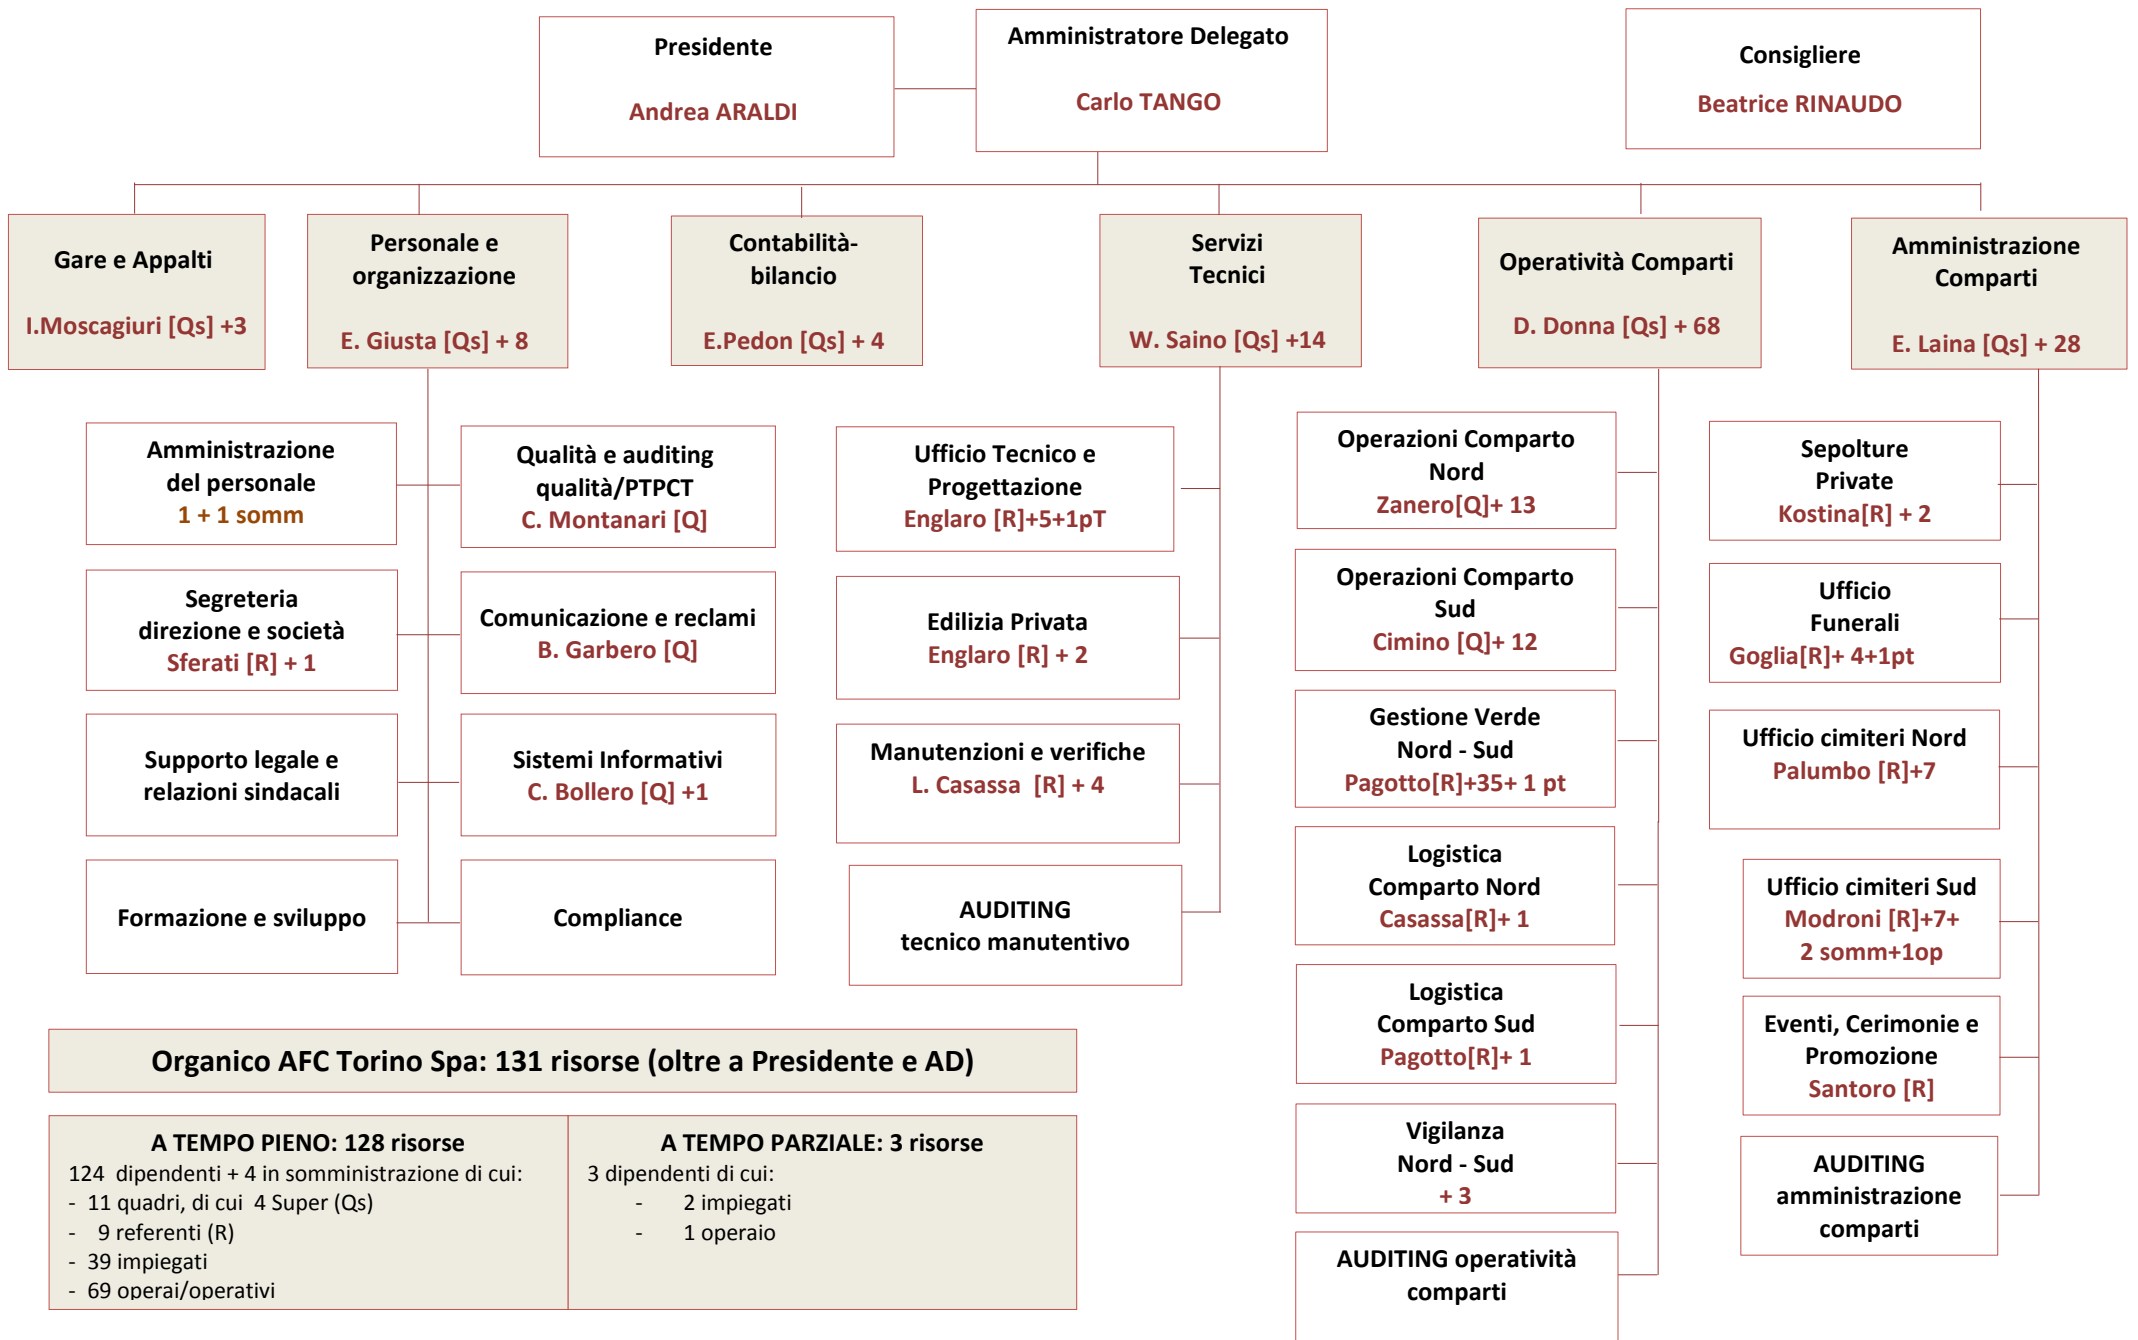 Presidente
Andrea ARALDI
Amministratore Delegato
Carlo TANGO
Consigliere
Beatrice RINAUDO
Gare e Appalti
I.Moscagiuri [Qs] +3
Personale e
organizzazione
E. Giusta [Qs] + 8
Contabilità-
bilancio
E.Pedon [Qs] + 4
Servizi
Tecnici
W. Saino [Qs] +14
Operatività Comparti
D. Donna [Qs] + 68
Amministrazione
Comparti
E. Laina [Qs] + 28
Amministrazione
del personale
1 + 1 somm
Qualità e auditing
qualità/PTPCT
C. Montanari [Q]
Segreteria
direzione e società
Sferati [R] + 1
Comunicazione e reclami
B. Garbero [Q]
Supporto legale e
relazioni sindacali
Sistemi Informativi
C. Bollero [Q] +1
Formazione e sviluppo
Compliance
Ufficio Tecnico e
Progettazione
Englaro [R]+5+1pT
Edilizia Privata
Englaro [R] + 2
Manutenzioni e verifiche
L. Casassa  [R] + 4
AUDITING
tecnico manutentivo
Operazioni Comparto
Nord
Zanero[Q]+ 13
Operazioni Comparto
Sud
Cimino [Q]+ 12
Gestione Verde
Nord - Sud
Pagotto[R]+35+ 1 pt
Logistica
Comparto Nord
Casassa[R]+ 1
Logistica
Comparto Sud
Pagotto[R]+ 1
Vigilanza
Nord - Sud
+ 3
AUDITING operatività
comparti
Sepolture
Private
Kostina[R] + 2
Ufficio
Funerali
Goglia[R]+ 4+1pt
Ufficio cimiteri Nord
Palumbo [R]+7
Ufficio cimiteri Sud
Modroni [R]+7+
2 somm+1op
Eventi, Cerimonie e
Promozione
Santoro [R]
AUDITING
amministrazione
comparti
Organico AFC Torino Spa: 131 risorse (oltre a Presidente e AD)
A TEMPO PIENO: 128 risorse
124  dipendenti + 4 in somministrazione di cui:
- 11 quadri, di cui  4 Super (Qs)
-   9 referenti (R)
- 39 impiegati
- 69 operai/operativi
A TEMPO PARZIALE: 3 risorse
3 dipendenti di cui:
- 2 impiegati
- 1 operaio